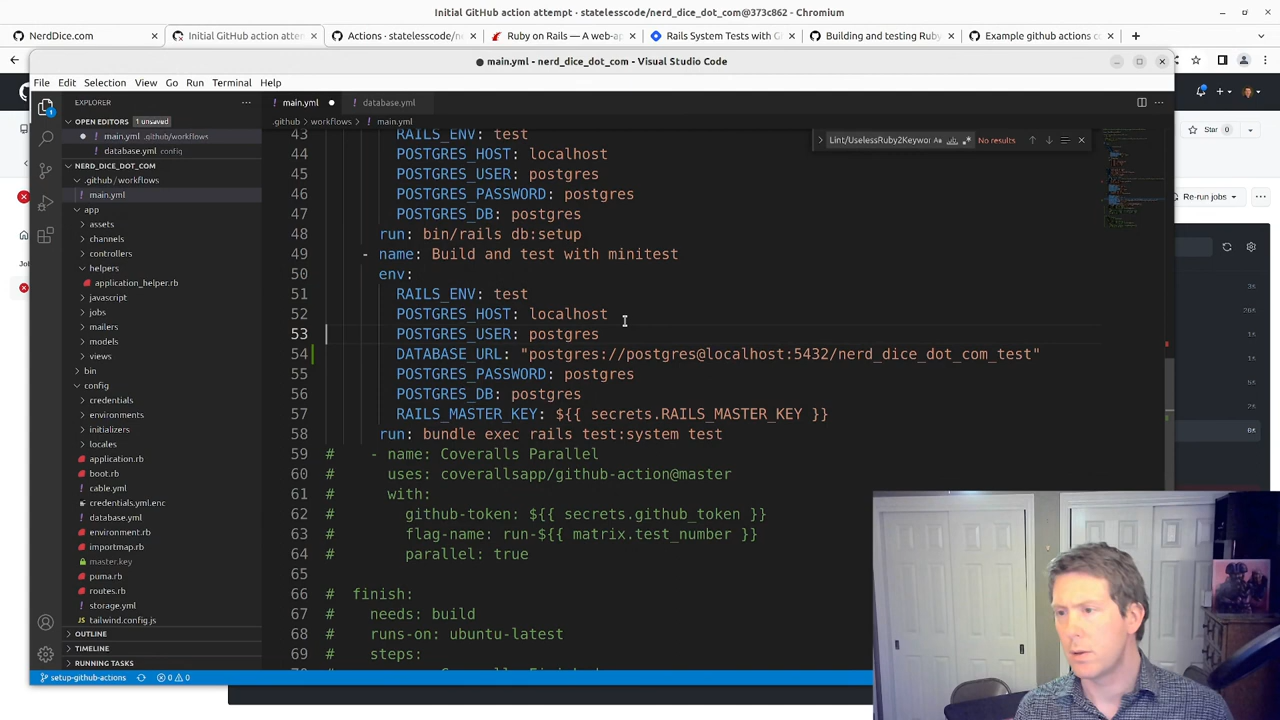 Initial GitHub action attempt · statelesscode/nerd_dice_dot_com@373c862 - Chromium
NerdDice.com
Initial GitHub action attem
Actions · statelesscode/ne
Ruby on Rails — A web-ap
Rails System Tests with Gi
Building and testing Ruby
Example github actions co
main.yml - nerd_dice_dot_com - Visual Studio Code
File Edit Selection View Go Run Terminal Help
EXPLORER
OPEN EDITORS 1 unsaved
main.yml .github/workflows
database.yml config
NERD_DICE_DOT_COM
.github / workflows
main.yml
app
assets
channels
controllers
helpers
application_helper.rb
javascript
jobs
mailers
models
views
bin
config
credentials
environments
initializers
locales
application.rb
boot.rb
cable.yml
credentials.yml.enc
database.yml
environment.rb
importmap.rb
master.key
puma.rb
routes.rb
storage.yml
tailwind.config.js
OUTLINE
TIMELINE
RUNNING TASKS
main.yml
database.yml
.github > workflows > main.yml
Lint/UselessRuby2Keywor
No results
43 RAILS_ENV: test
44 POSTGRES_HOST: localhost
45 POSTGRES_USER: postgres
46 POSTGRES_PASSWORD: postgres
47 POSTGRES_DB: postgres
48 run: bin/rails db:setup
49 - name: Build and test with minitest
50 env:
51 RAILS_ENV: test
52 POSTGRES_HOST: localhost
53 POSTGRES_USER: postgres
54 DATABASE_URL: "postgres://postgres@localhost:5432/nerd_dice_dot_com_test"
55 POSTGRES_PASSWORD: postgres
56 POSTGRES_DB: postgres
57 RAILS_MASTER_KEY: ${{ secrets.RAILS_MASTER_KEY }}
58 run: bundle exec rails test:system test
59 # - name: Coveralls Parallel
60 # uses: coverallsapp/github-action@master
61 # with:
62 # github-token: ${{ secrets.github_token }}
63 # flag-name: run-${{ matrix.test_number }}
64 # parallel: true
65
66 # finish:
67 # needs: build
68 # runs-on: ubuntu-latest
69 # steps:
Star 0
Re-run jobs
3s
0s
setup-github-actions
0 0